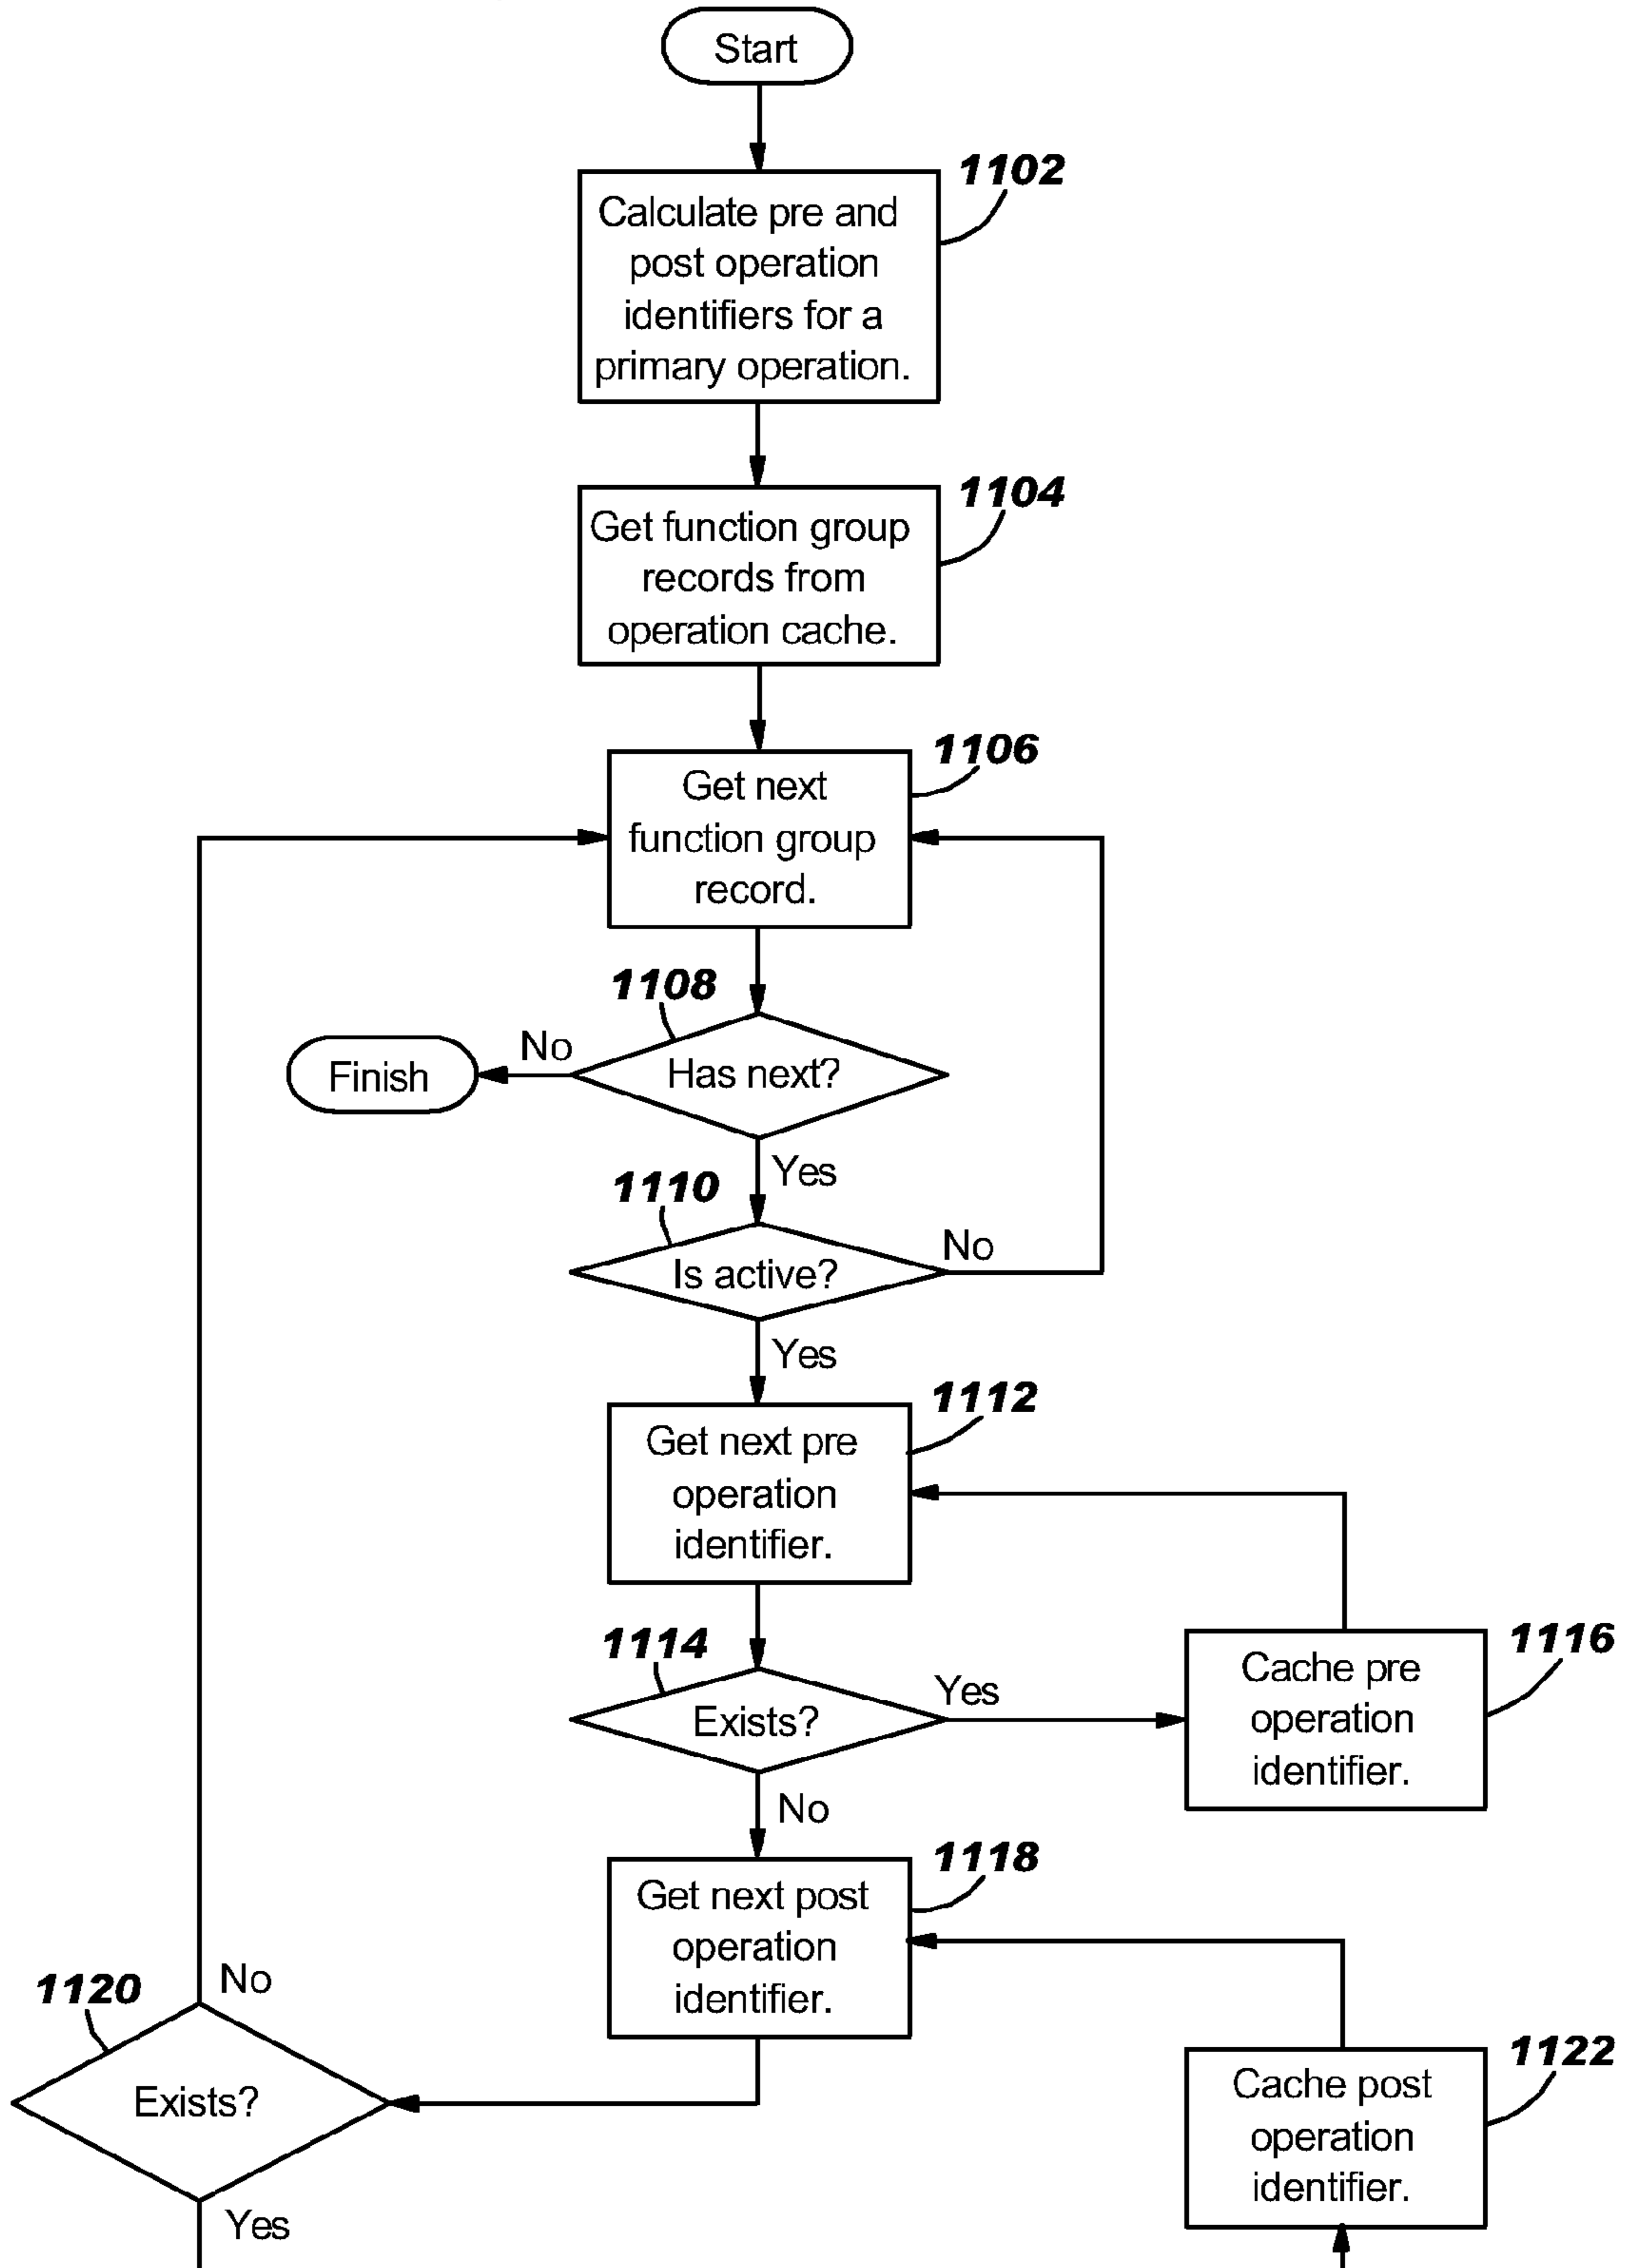 Start
1102
Calculate pre and
post operation
identifiers for a
primary operation.
1104
Get function group
records from
operation cache.
1106
Get next
function group
record.
1108
No
Finish
Has next?
Yes
1110
No
Is active?
Yes
1112
Get next pre
operation
identifier.
1114
Yes
Exists?
1116
Cache pre
operation
identifier.
No
1118
Get next post
operation
identifier.
1120
No
Exists?
Yes
1122
Cache post
operation
identifier.